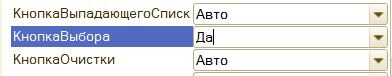 КнопкаВыпадающегоСписк Авто
КнопкаВыбора Да
КнопкаОчистки Авто